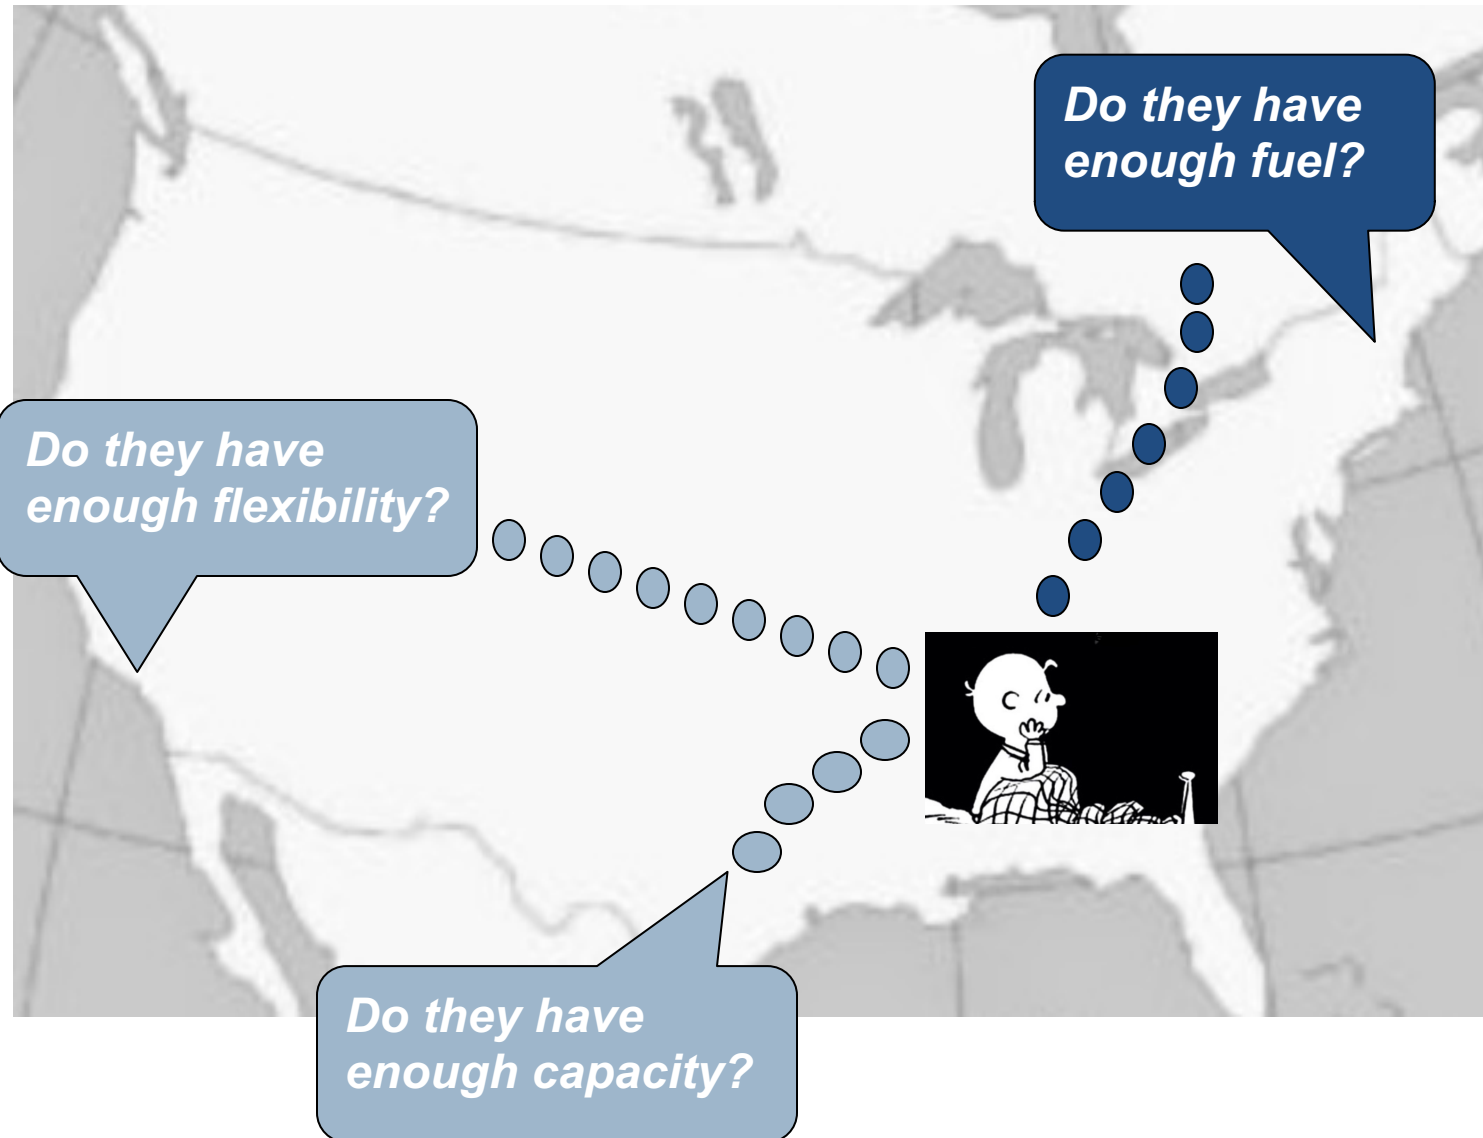 Do they have
enough fuel?
Do they have
enough flexibility?
Do they have
enough capacity?